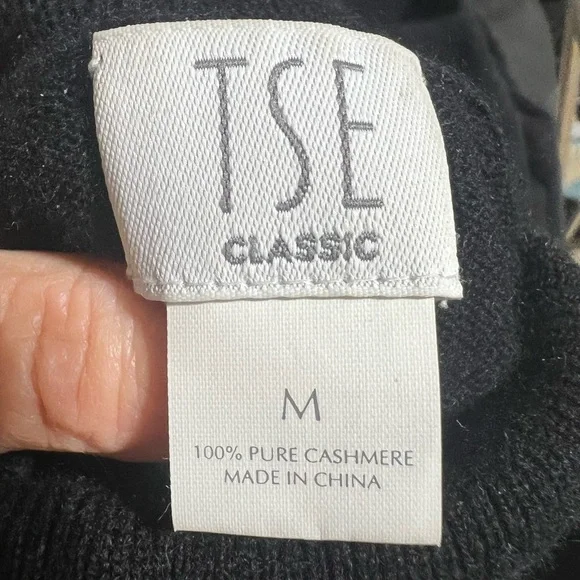 TSE
CLASSIC
M
100% PURE CASHMERE
MADE IN CHINA